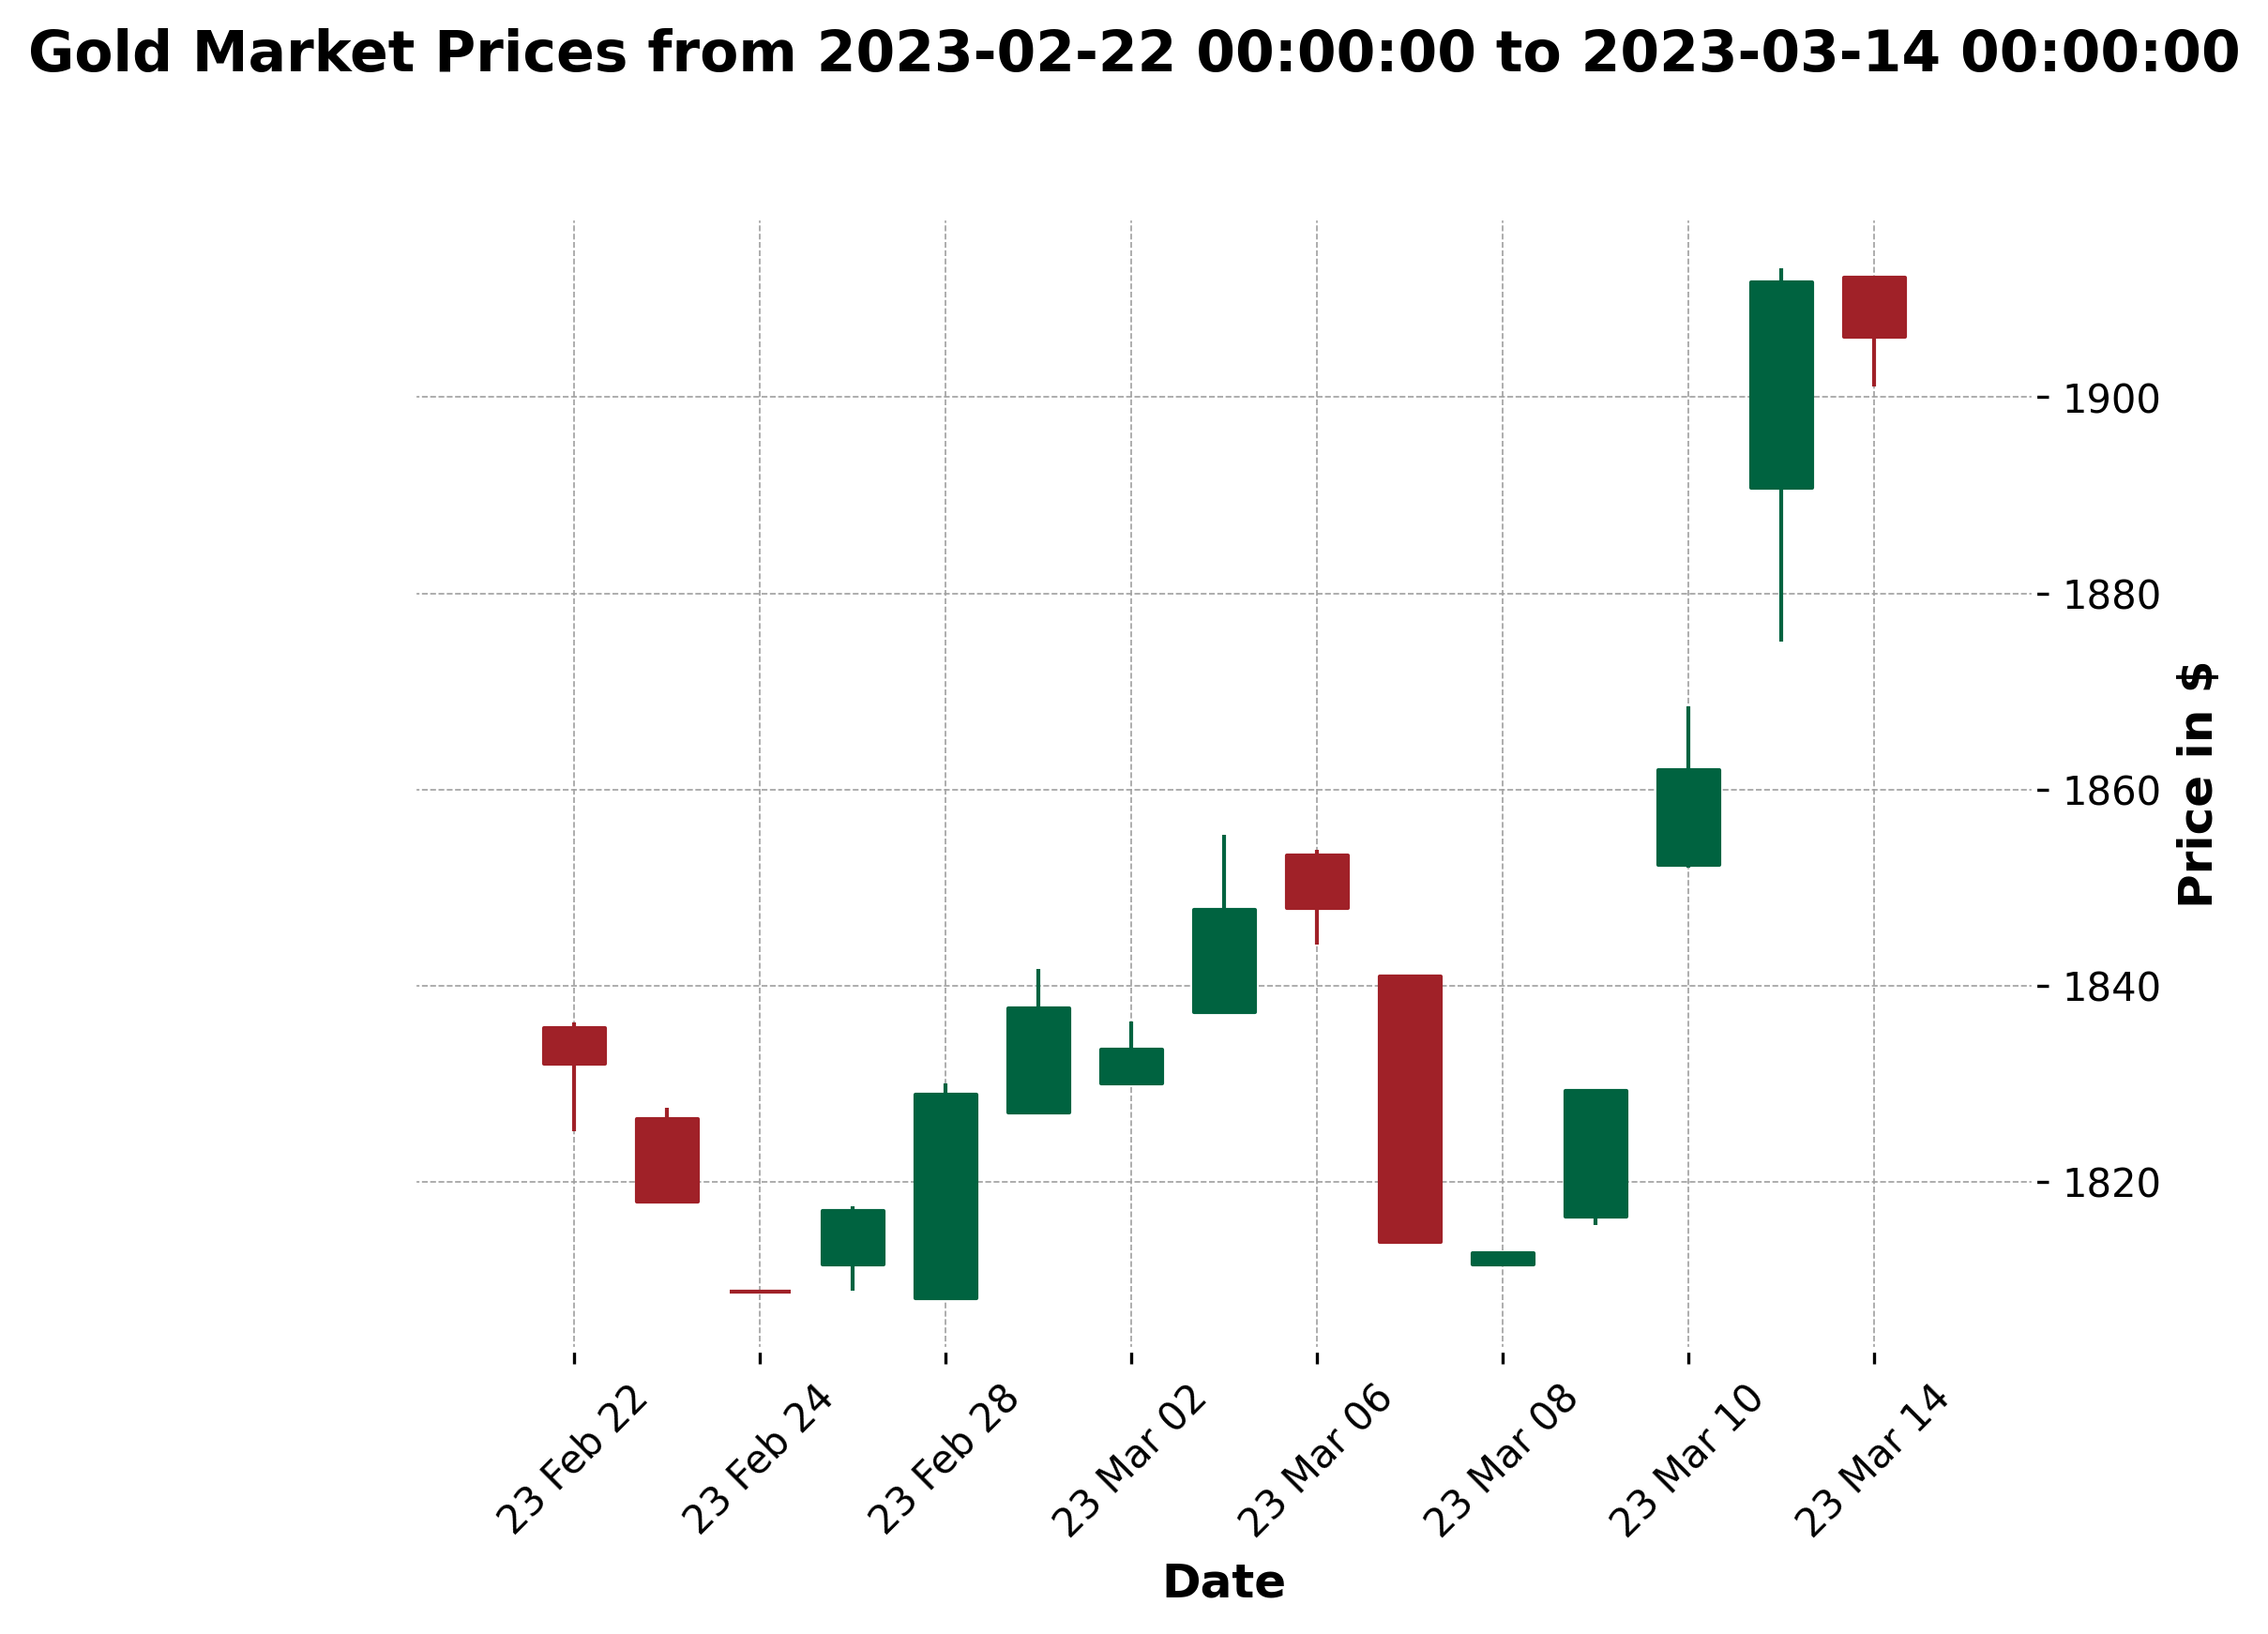 Gold Market Prices from 2023-02-22 00:00:00 to 2023-03-14 00:00:00
1900
1880
1860
1840
1820
Price in $
23 Feb 22
23 Feb 24
23 Feb 28
23 Mar 02
23 Mar 06
23 Mar 08
23 Mar 10
23 Mar 14
Date